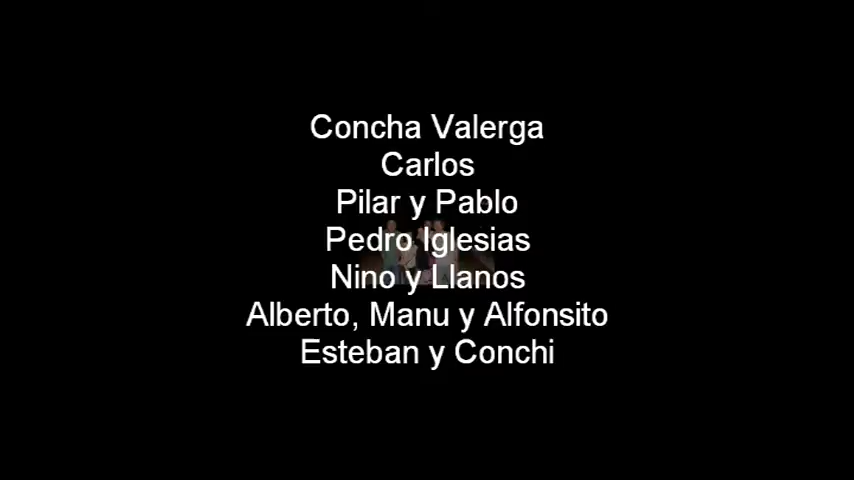 Concha Valerga
Carlos
Pilar y Pablo
Pedro Iglesias
Nino y Llanos
Alberto, Manu y Alfonsito
Esteban y Conchi